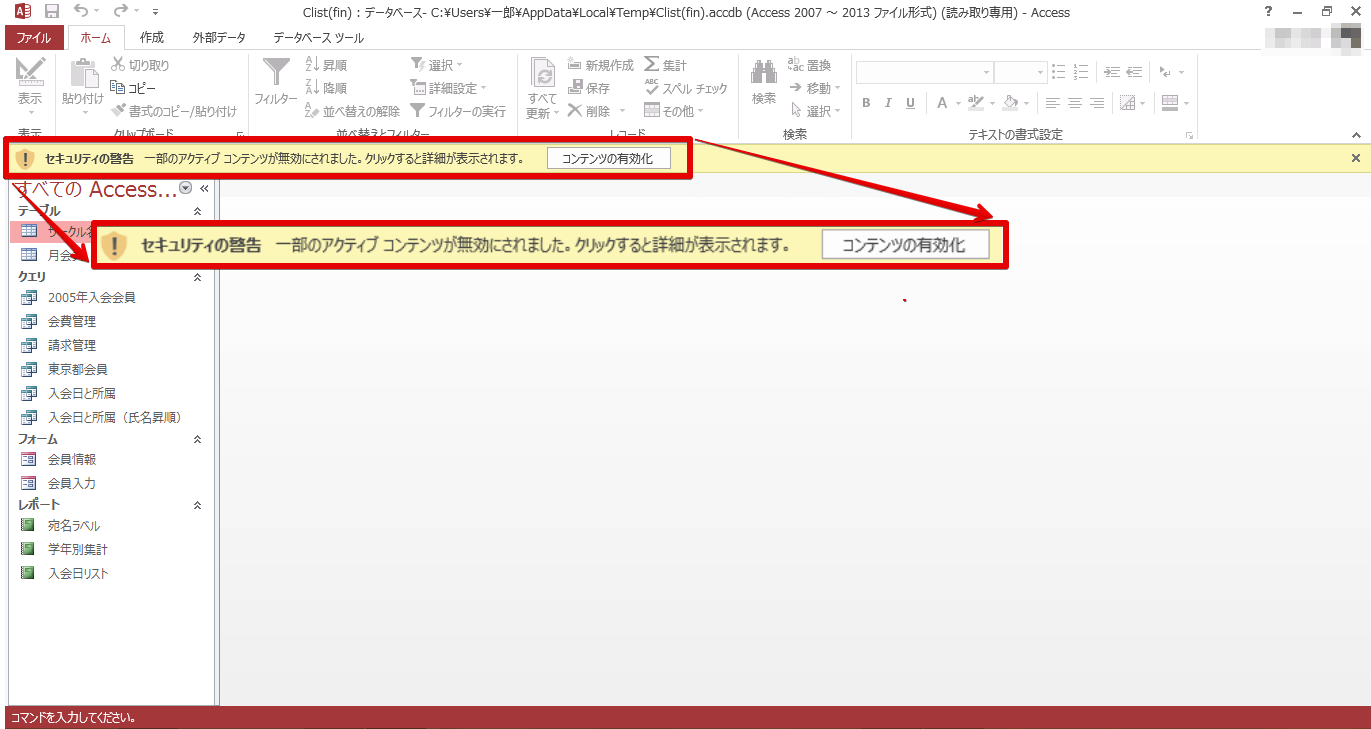 Clist(fin) : データベース- C:¥Users¥一郎¥AppData¥Local¥Temp¥Clist(fin).accdb (Access 2007 ～ 2013 ファイル形式) (読み取り専用) - Access
ファイル ホーム 作成 外部データ データベース ツール
表示 貼り付け 切り取り コピー 書式のコピー/貼り付け
フィルター 昇順 降順 並べ替えの解除 選択 詳細設定 フィルターの実行
すべて 更新 新規作成 保存 削除 集計 スペル チェック その他
検索 置換 移動 選択
B I U A
表示 クリップボード 並べ替えとフィルター レコード 検索 テキストの書式設定
セキュリティの警告 一部のアクティブ コンテンツが無効にされました。クリックすると詳細が表示されます。 コンテンツの有効化
すべての Access...
テーブル
サークル名
セキュリティの警告 一部のアクティブ コンテンツが無効にされました。クリックすると詳細が表示されます。 コンテンツの有効化
月会
クエリ
2005年入会会員
会費管理
請求管理
東京都会員
入会日と所属
入会日と所属（氏名昇順）
フォーム
会員情報
会員入力
レポート
宛名ラベル
学年別集計
入会日リスト
コマンドを入力してください。